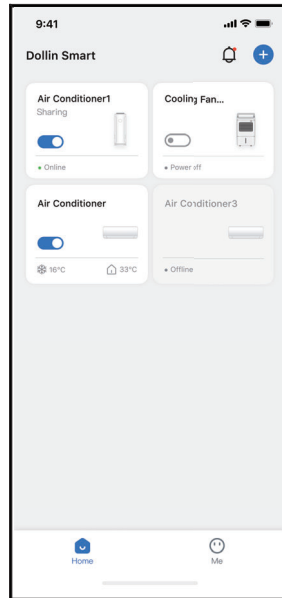 9:41
Dollin Smart
Air Conditioner1
Sharing
Online
Cooling Fan...
Power off
Air Conditioner
16°C 33°C
Air Conditioner3
Offline
Home
Me